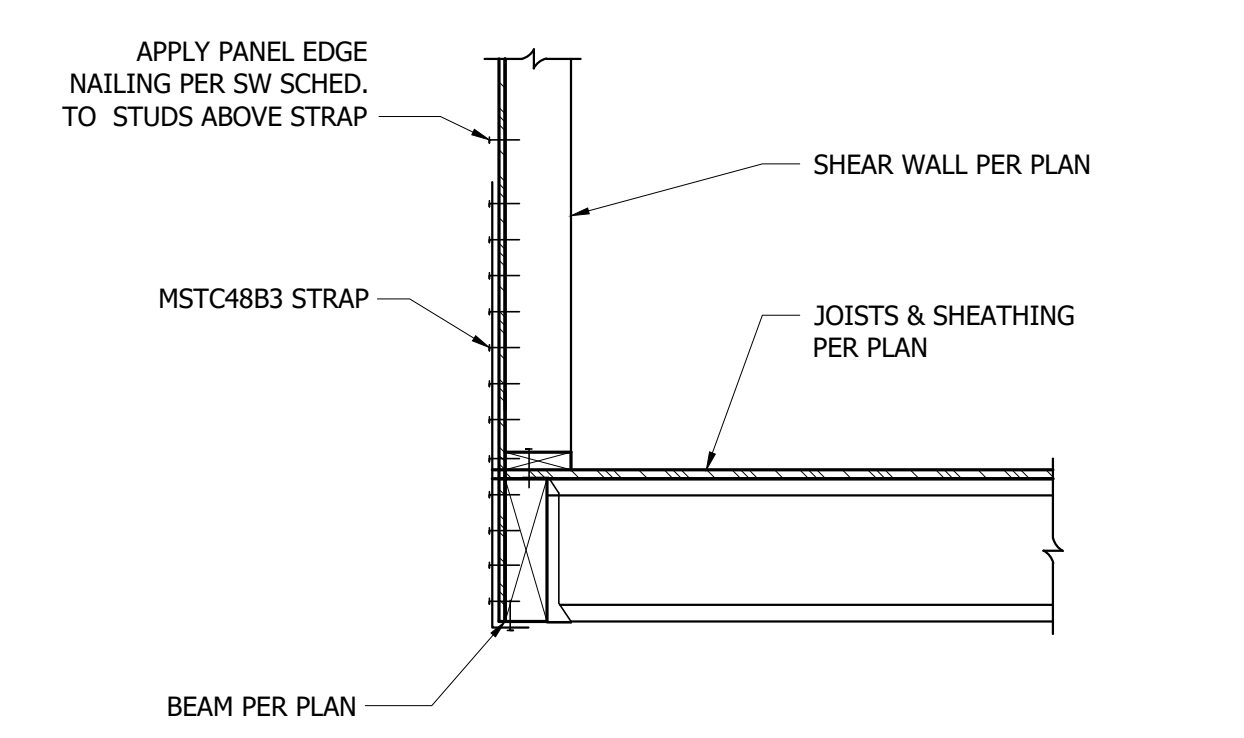 APPLY PANEL EDGE
NAILING PER SW SCHED.
TO STUDS ABOVE STRAP
SHEAR WALL PER PLAN
MSTC48B3 STRAP
JOISTS & SHEATHING
PER PLAN
BEAM PER PLAN